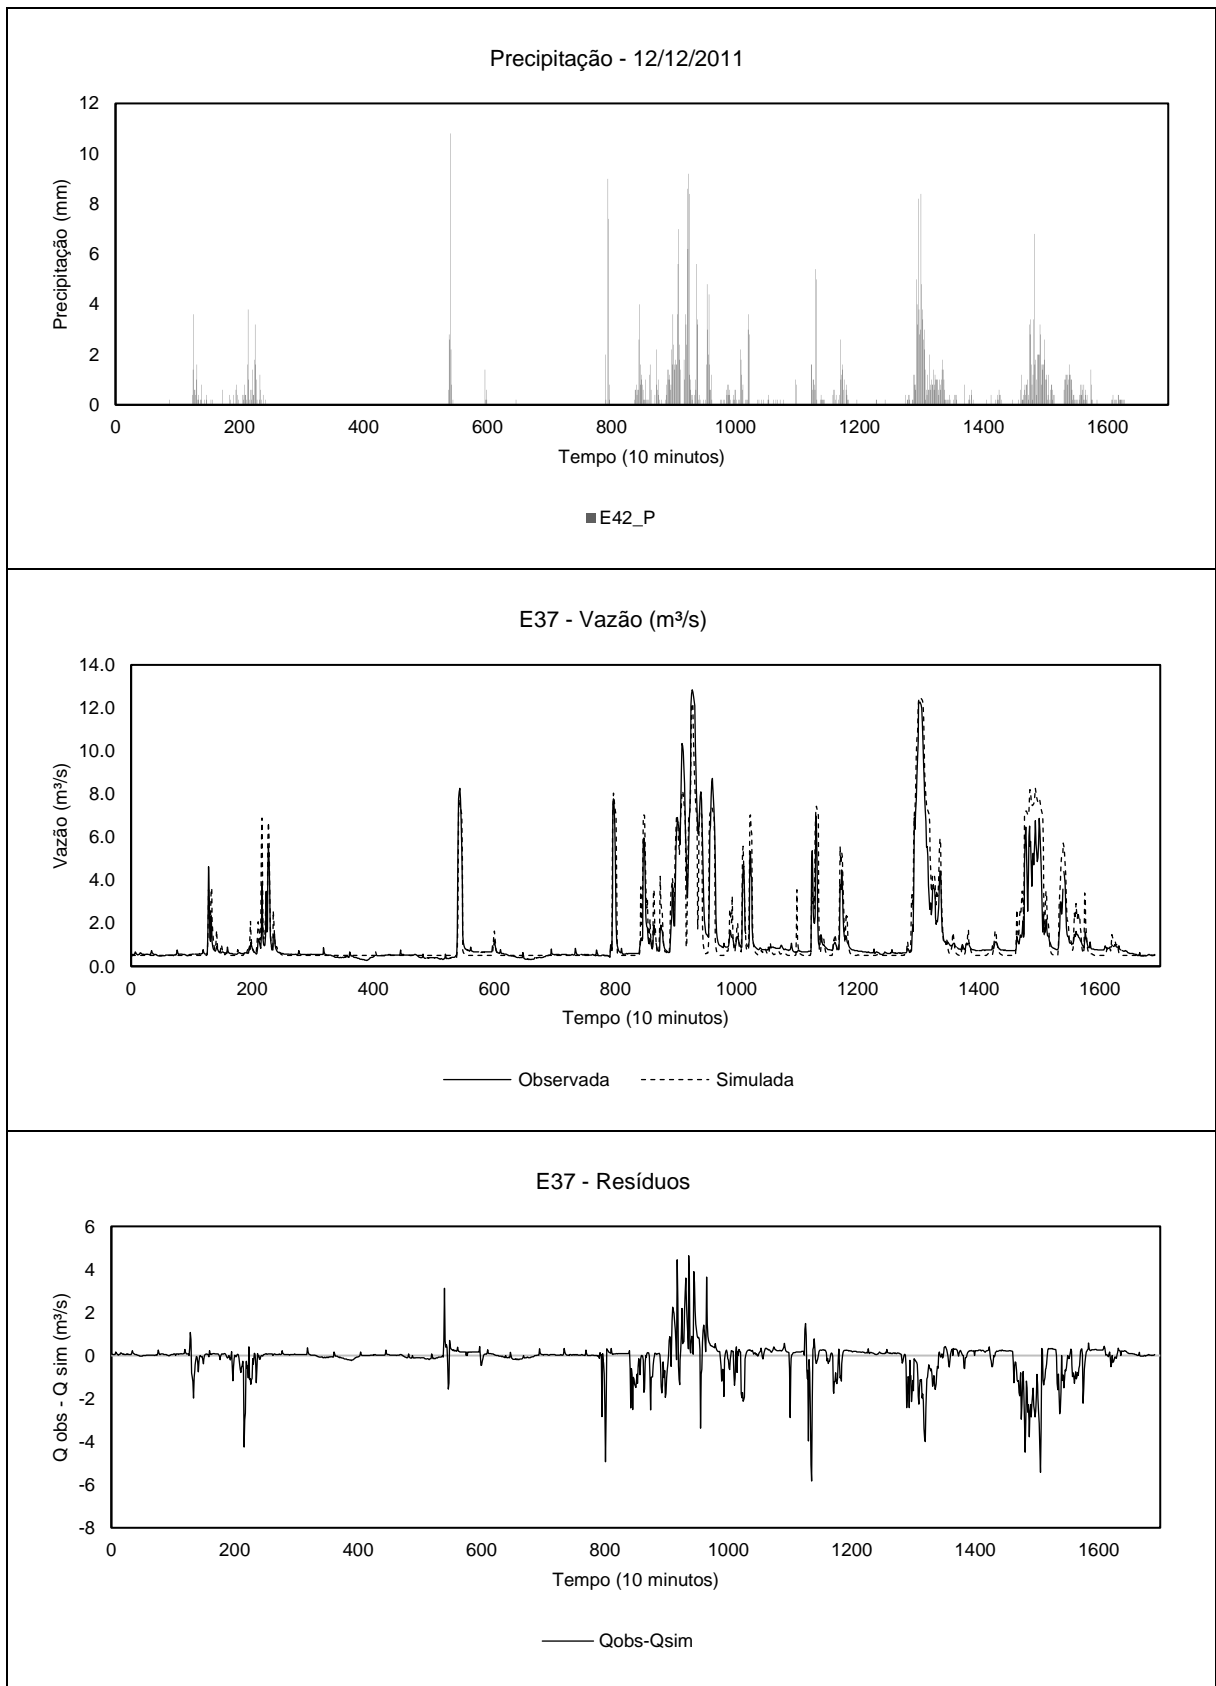 Precipitação - 12/12/2011
12
10
8
6
4
2
0
Precipitação (mm)
0 200 400 600 800 1000 1200 1400 1600
Tempo (10 minutos)
E42_P
E37 - Vazão (m³/s)
14.0
12.0
10.0
8.0
6.0
4.0
2.0
0.0
Vazão (m³/s)
0 200 400 600 800 1000 1200 1400 1600
Tempo (10 minutos)
Observada Simulada
E37 - Resíduos
6
4
2
0
-2
-4
-6
-8
Q obs - Q sim (m³/s)
0 200 400 600 800 1000 1200 1400 1600
Tempo (10 minutos)
Qobs-Qsim